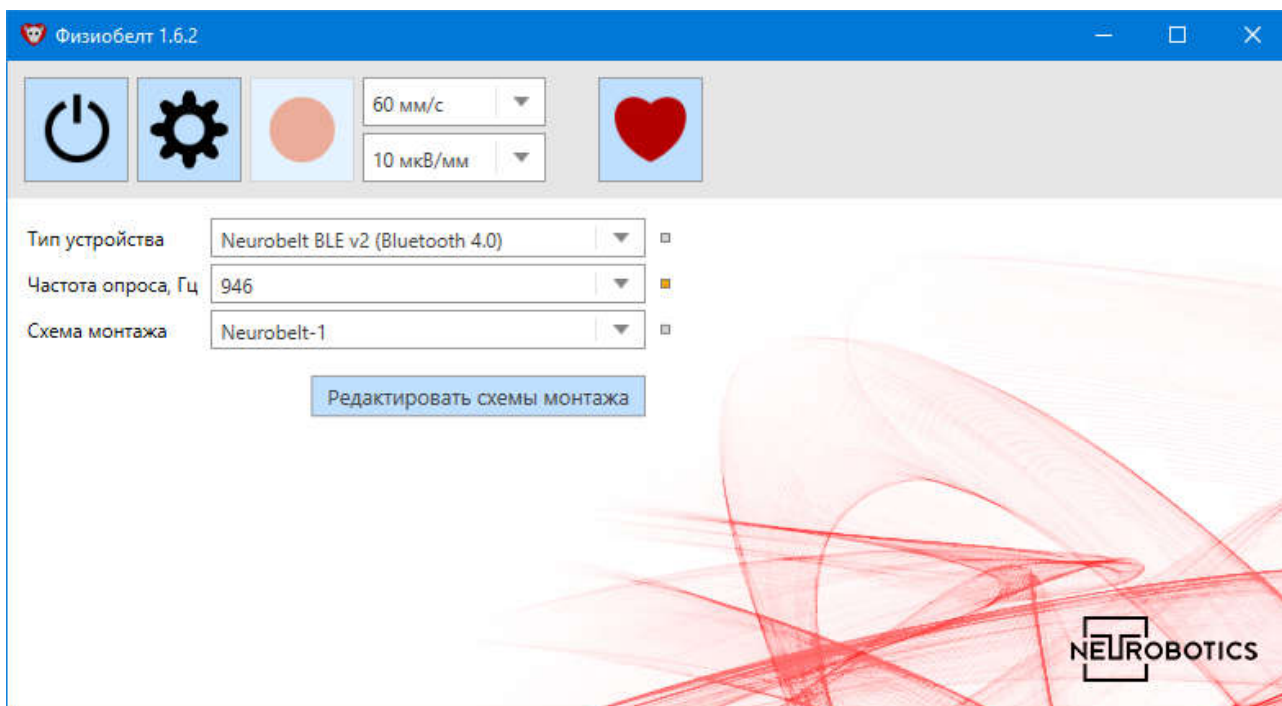 Физиобелт 1.6.2
60 мм/с
10 мкВ/мм
Тип устройства
Neurobelt BLE v2 (Bluetooth 4.0)
Частота опроса, Гц
946
Схема монтажа
Neurobelt-1
Редактировать схемы монтажа
NEUROBOTICS